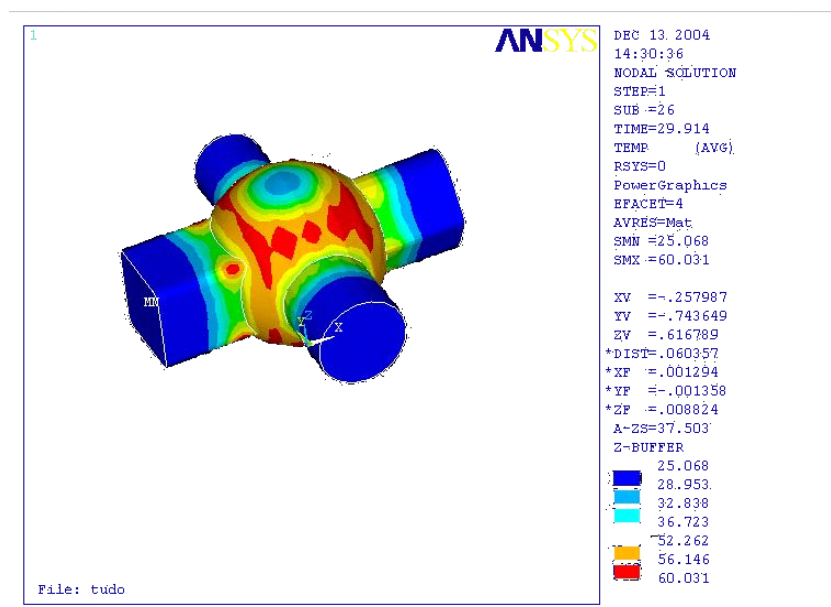 1
ANSYS
DEC 13 2004
14:30:36
NODAL SOLUTION
STEP=1
SUB =26
TIME=29.914
TEMP (AVG)
RSYS=0
PowerGraphics
EFACET=4
AVRES=Mat
SMN =25.068
SMX =60.031
XV =-.257987
YV =-.743649
ZV =.616789
*DIST=.060357
*XF =.001294
*YF =-.001358
*ZF =.008824
A-ZS=37.503
Z-BUFFER
25.068
28.953
32.838
36.723
52.262
56.146
60.031
MN
Y
Z
X
File: tudo